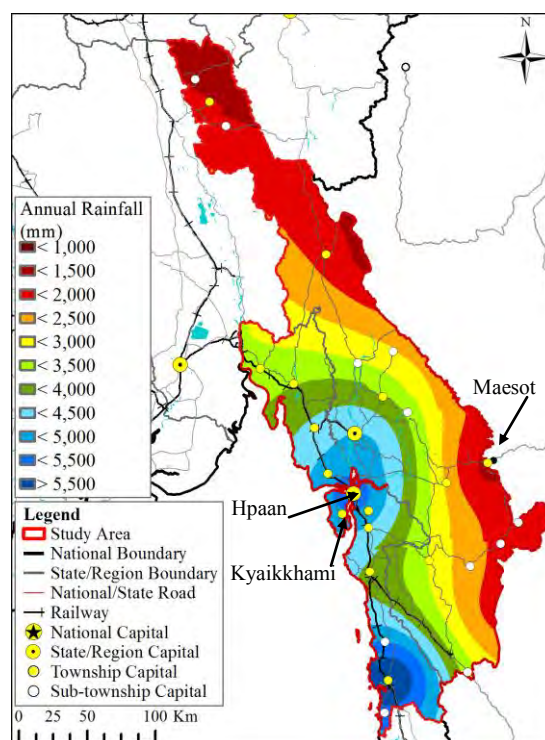 N
Annual Rainfall
(mm)
< 1,000
< 1,500
< 2,000
< 2,500
< 3,000
< 3,500
< 4,000
< 4,500
< 5,000
< 5,500
> 5,500
Maesot
Hpaan
Kyaikkhami
Legend
Study Area
National Boundary
State/Region Boundary
National/State Road
Railway
National Capital
State/Region Capital
Township Capital
Sub-township Capital
0 25 50 100 Km